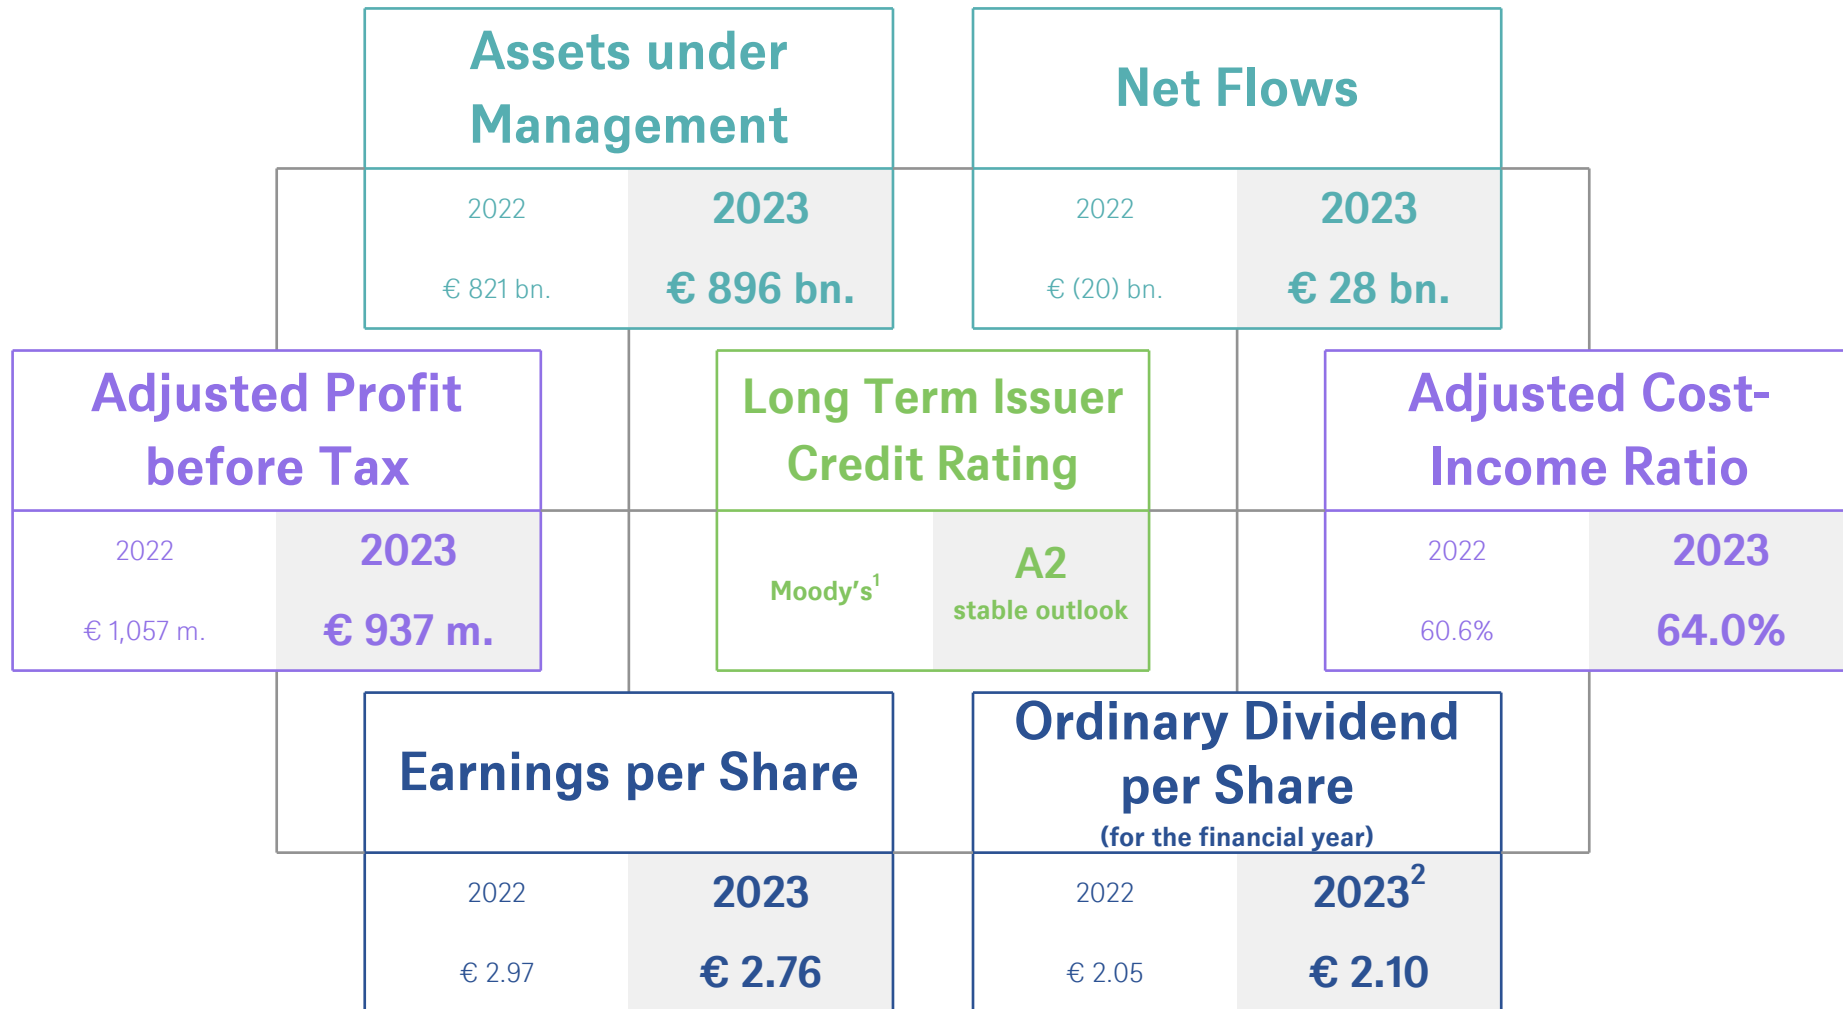 Assets under
Management
2022
2023
€ 821 bn.
€ 896 bn.
Net Flows
2022
2023
€ (20) bn.
€ 28 bn.
Adjusted Profit
before Tax
2022
2023
€ 1,057 m.
€ 937 m.
Long Term Issuer
Credit Rating
Moody's¹
A2
stable outlook
Adjusted Cost-
Income Ratio
2022
2023
60.6%
64.0%
Earnings per Share
2022
2023
€ 2.97
€ 2.76
Ordinary Dividend
per Share
(for the financial year)
2022
2023²
€ 2.05
€ 2.10